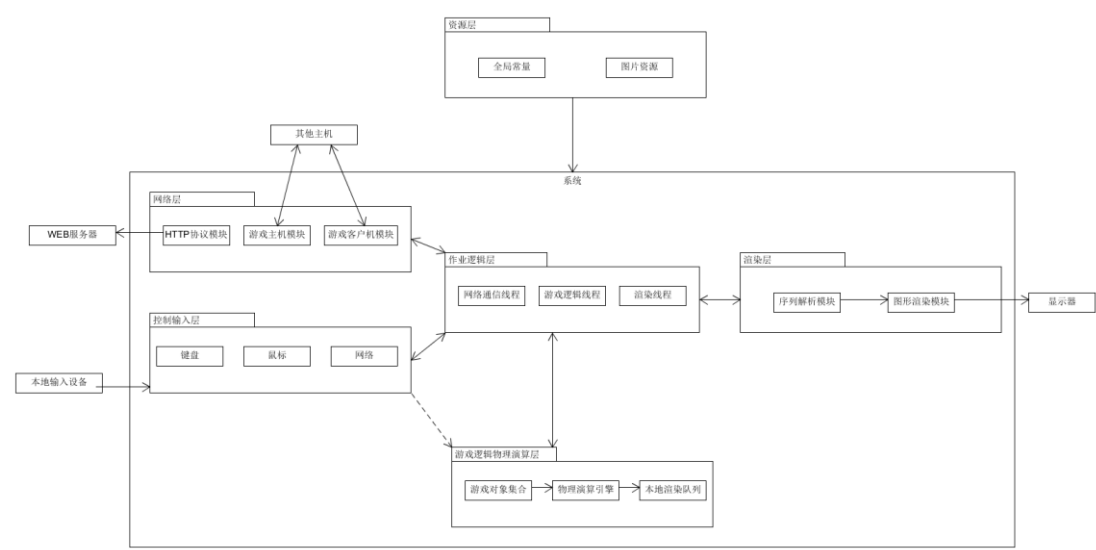 资源层
全局常量
图片资源
其他主机
系统
网络层
WEB服务器
HTTP协议模块
游戏主机模块
游戏客户机模块
作业逻辑层
网络通信线程
游戏逻辑线程
渲染线程
渲染层
序列解析模块
图形渲染模块
显示器
控制输入层
键盘
鼠标
网络
本地输入设备
游戏逻辑物理演算层
游戏对象集合
物理演算引擎
本地渲染队列